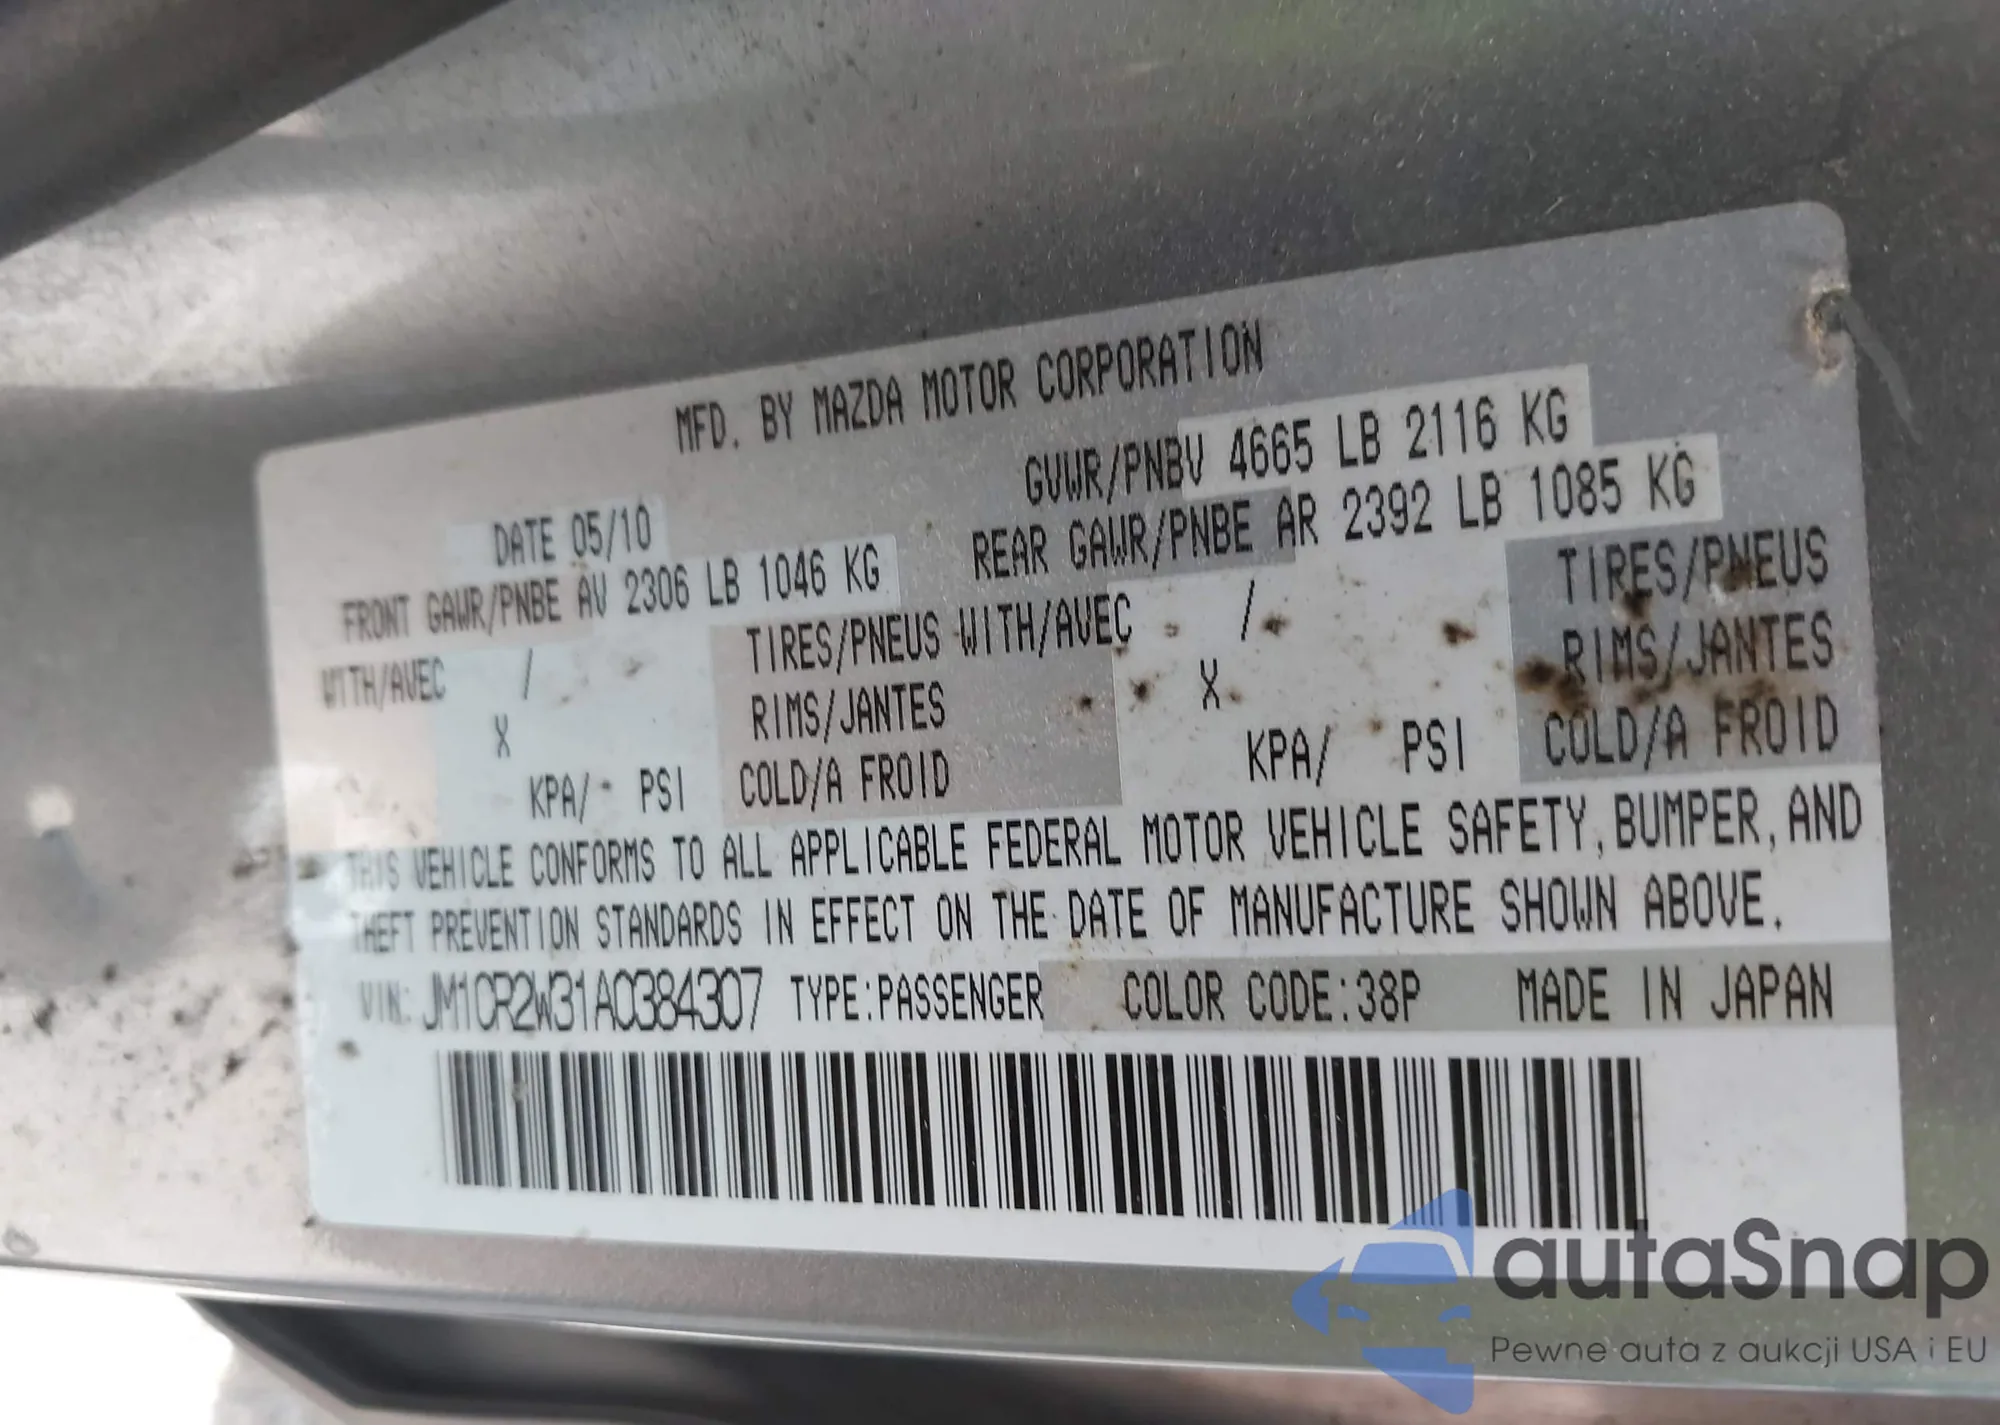 MFD. BY MAZDA MOTOR CORPORATION
DATE 05/10 GVWR/PNBV 4665 LB 2116 KG
FRONT GAWR/PNBE AV 2306 LB 1046 KG REAR GAWR/PNBE AR 2392 LB 1085 KG
WITH/AVEC / TIRES/PNEUS WITH/AVEC / TIRES/PNEUS
X RIMS/JANTES X RIMS/JANTES
KPA/ PSI COLD/A FROID KPA/ PSI COLD/A FROID
THIS VEHICLE CONFORMS TO ALL APPLICABLE FEDERAL MOTOR VEHICLE SAFETY, BUMPER, AND
THEFT PREVENTION STANDARDS IN EFFECT ON THE DATE OF MANUFACTURE SHOWN ABOVE.
VIN: JM1CR2W31A0384307 TYPE:PASSENGER COLOR CODE:38P MADE IN JAPAN
autaSnap
Pewne auta z aukcji USA i EU